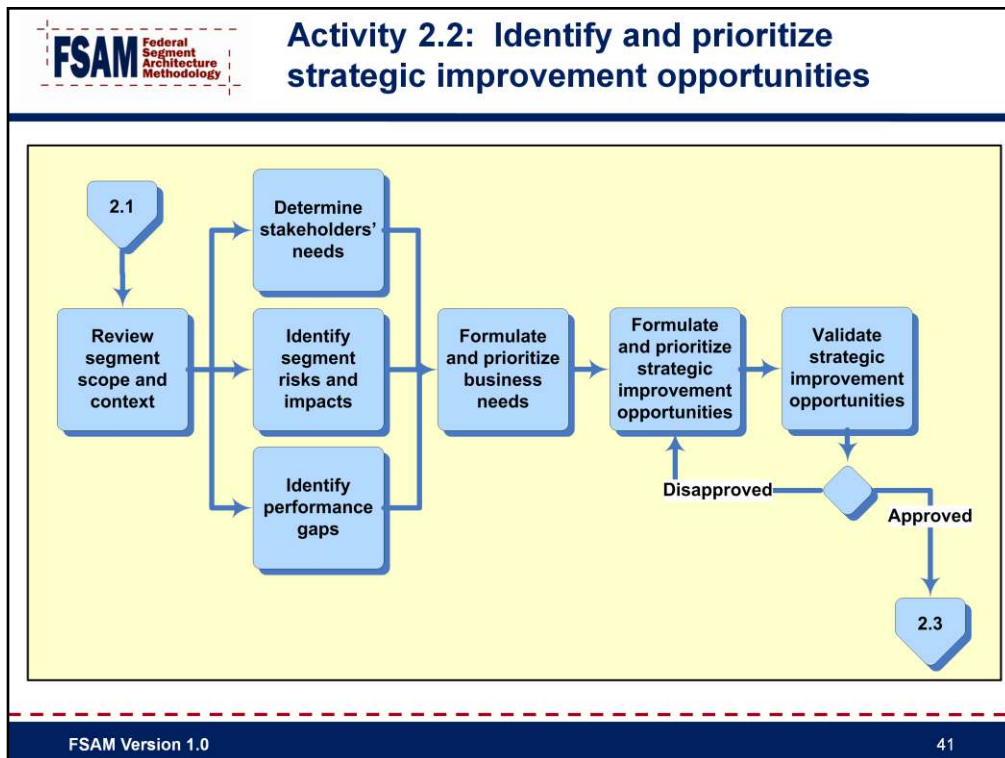 FSAM
Federal
Segment
Architecture
Methodology
Activity 2.2: Identify and prioritize
strategic improvement opportunities
2.1
Review
segment
scope and
context
Determine
stakeholders'
needs
Identify
segment
risks and
impacts
Identify
performance
gaps
Formulate
and prioritize
business
needs
Formulate
and prioritize
strategic
improvement
opportunities
Validate
strategic
improvement
opportunities
Disapproved
Approved
2.3
FSAM Version 1.0
41